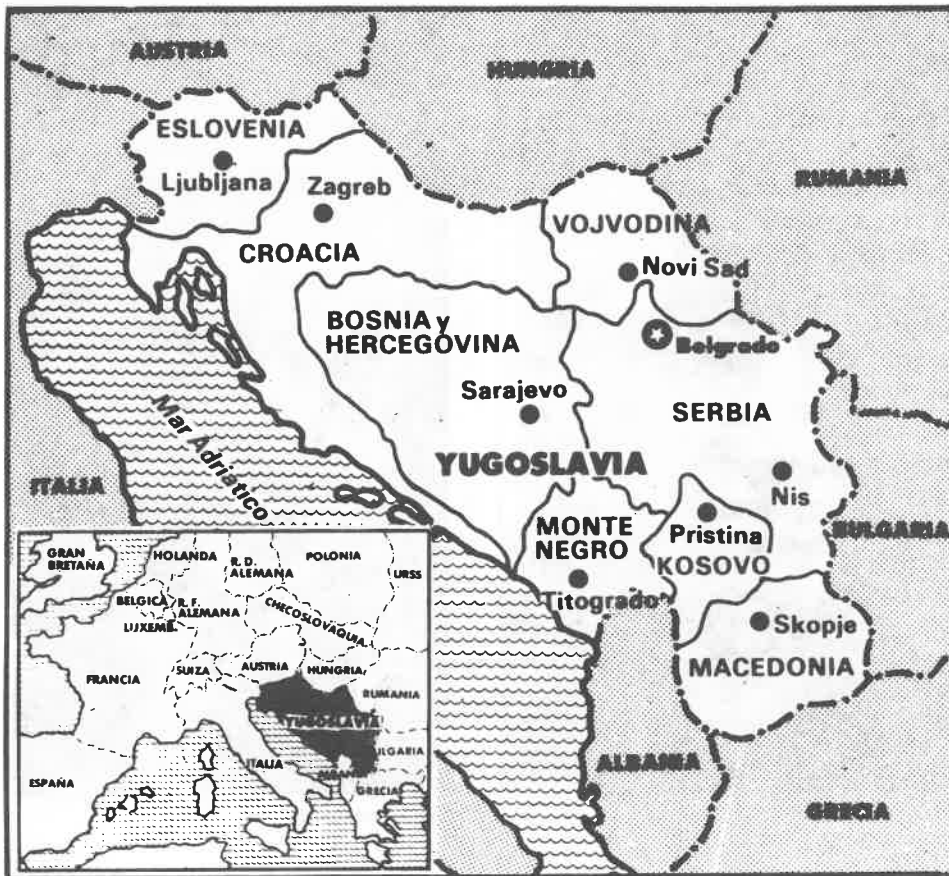 AUSTRIA
HUNGRIA
ESLOVENIA
Ljubljana
Zagreb
RUMANIA
VOJVODINA
CROACIA
Novi Sad
BOSNIA y
HERCEGOVINA
Belgrado
Sarajevo
SERBIA
Mar Adriatico
YUGOSLAVIA
ITALIA
Nis
MONTE
NEGRO
Pristina
BULGARIA
KOSOVO
Titogrado
Skopje
MACEDONIA
ALBANIA
GRECIA
GRAN
BRETAÑA
HOLANDA
R. D.
ALEMANA
POLONIA
URSS
BELGICA
R. F.
ALEMANA
LUXEME.
CHECOSLOVAQUIA
FRANCIA
SUIZA
AUSTRIA
HUNGRIA
RUMANIA
YUGOSLAVIA
ITALIA
ULGARIA
ESPAÑA
GRECIA